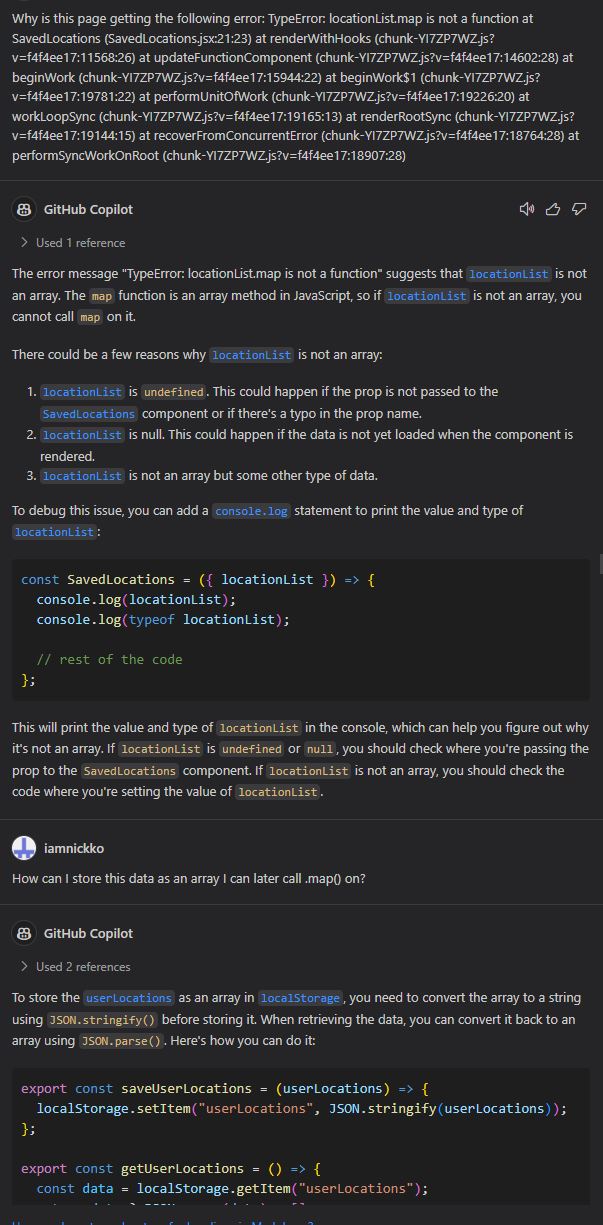 Why is this page getting the following error: TypeError: locationList.map is not a function at
SavedLocations (SavedLocations.jsx:21:23) at renderWithHooks (chunk-YI7ZP7WZ.js?
v=f4f4ee17:11568:26) at updateFunctionComponent (chunk-YI7ZP7WZ.js?v=f4f4ee17:14602:28) at
beginWork (chunk-YI7ZP7WZ.js?v=f4f4ee17:15944:22) at beginWork$1 (chunk-YI7ZP7WZ.js?
v=f4f4ee17:19781:22) at performUnitOfWork (chunk-YI7ZP7WZ.js?v=f4f4ee17:19226:20) at
workLoopSync (chunk-YI7ZP7WZ.js?v=f4f4ee17:19165:13) at renderRootSync (chunk-YI7ZP7WZ.js?
v=f4f4ee17:19144:15) at recoverFromConcurrentError (chunk-YI7ZP7WZ.js?v=f4f4ee17:18764:28) at
performSyncWorkOnRoot (chunk-YI7ZP7WZ.js?v=f4f4ee17:18907:28)
GitHub Copilot
Used 1 reference
The error message "TypeError: locationList.map is not a function" suggests that locationList is not
an array. The map function is an array method in JavaScript, so if locationList is not an array, you
cannot call map on it.
There could be a few reasons why locationList is not an array:
1. locationList is undefined. This could happen if the prop is not passed to the
SavedLocations component or if there's a typo in the prop name.
2. locationList is null. This could happen if the data is not yet loaded when the component is
rendered.
3. locationList is not an array but some other type of data.
To debug this issue, you can add a console.log statement to print the value and type of
locationList:
const SavedLocations = ({ locationList }) => {
console.log(locationList);
console.log(typeof locationList);
// rest of the code
};
This will print the value and type of locationList in the console, which can help you figure out why
it's not an array. If locationList is undefined or null, you should check where you're passing the
prop to the SavedLocations component. If locationList is not an array, you should check the
code where you're setting the value of locationList.
iamnickko
How can I store this data as an array I can later call .map() on?
GitHub Copilot
Used 2 references
To store the userLocations as an array in localStorage, you need to convert the array to a string
using JSON.stringify() before storing it. When retrieving the data, you can convert it back to an
array using JSON.parse(). Here's how you can do it:
export const saveUserLocations = (userLocations) => {
localStorage.setItem("userLocations", JSON.stringify(userLocations));
};
export const getUserLocations = () => {
const data = localStorage.getItem("userLocations");